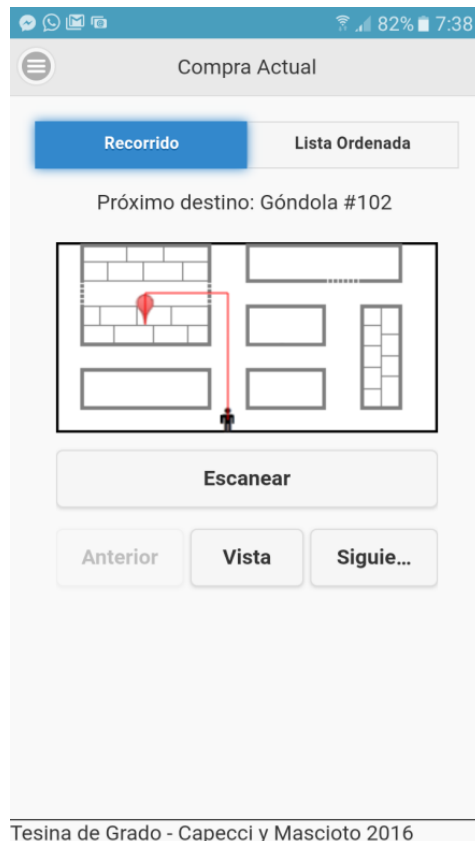 82% 7:38
Compra Actual
Recorrido Lista Ordenada
Próximo destino: Góndola #102
Escanear
Anterior Vista Siguie...
Tesina de Grado - Capecci y Mascioto 2016